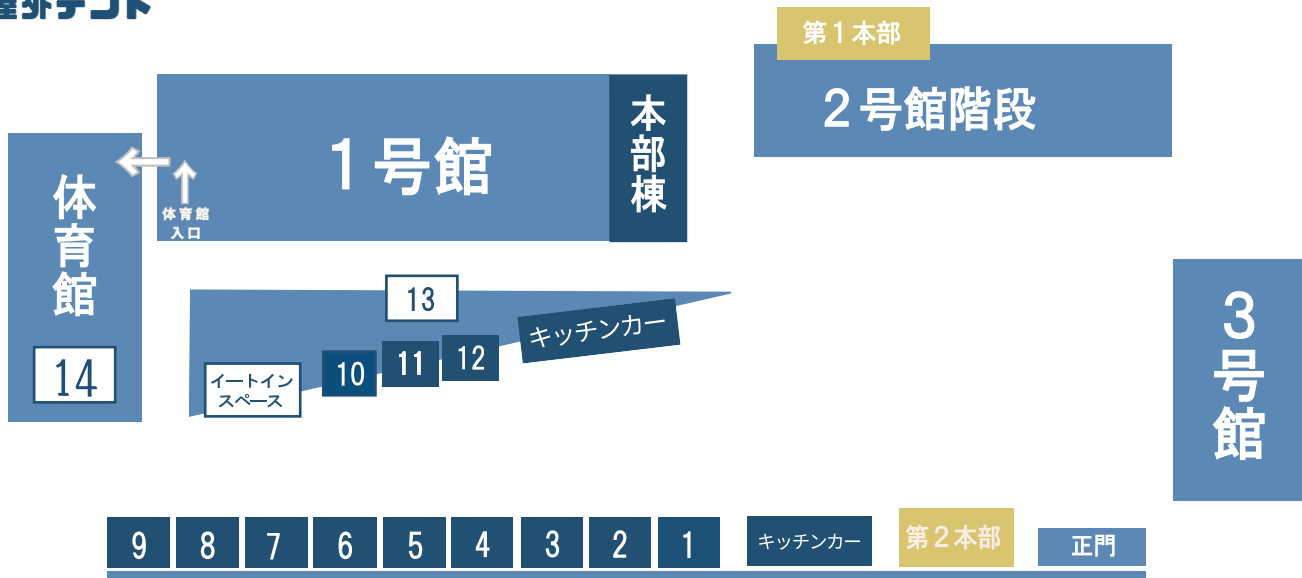 屋外テント
第1本部
2号館階段
1号館
本部棟
体育館
体育館
入口
14
13
キッチンカー
12
11
10
イートイン
スペース
3号館
9 8 7 6 5 4 3 2 1 キッチンカー 第2本部 正門